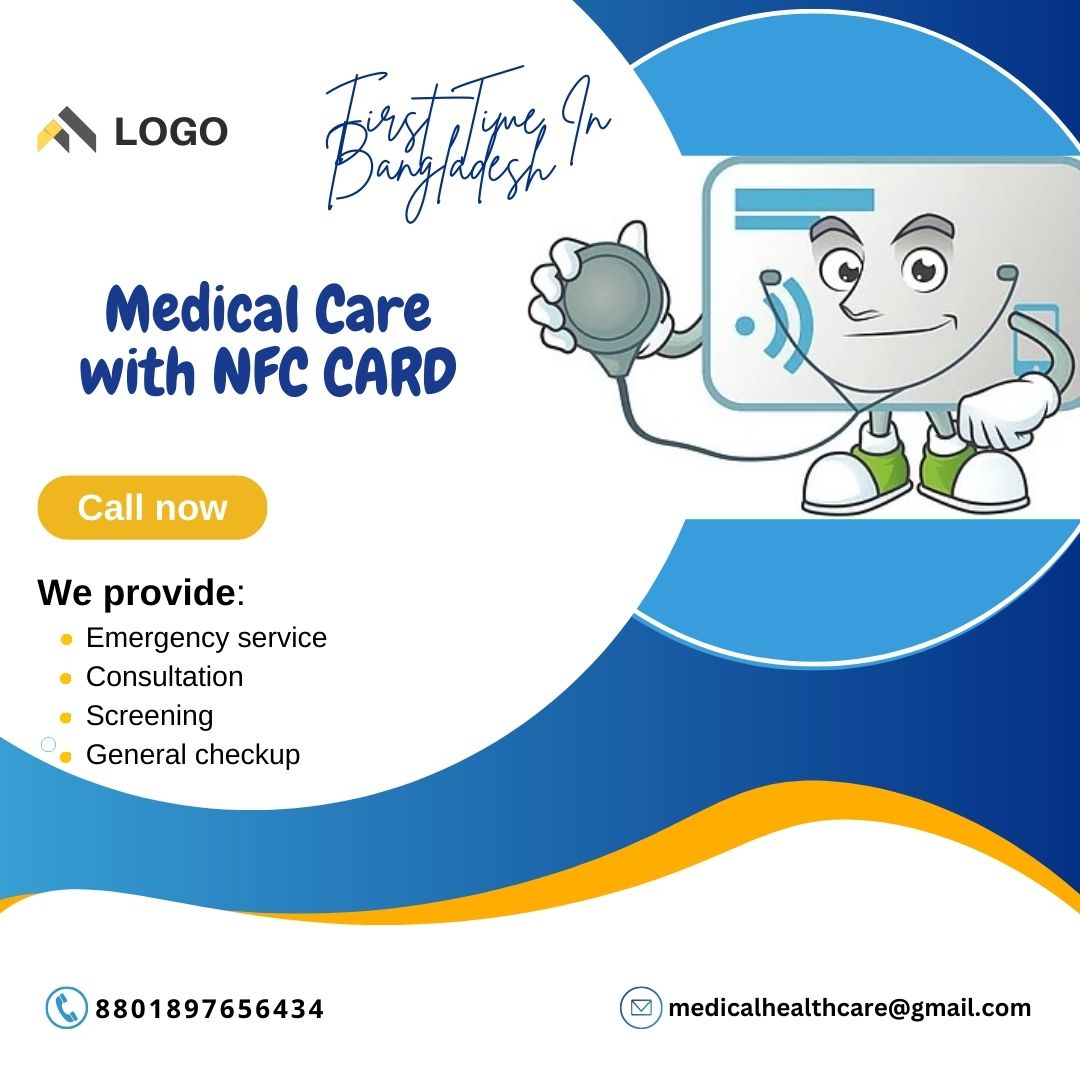 LOGO
First Time In
Bangladesh
Medical Care
with NFC CARD
Call now
We provide:
Emergency service
Consultation
Screening
General checkup
8801897656434
medicalhealthcare@gmail.com